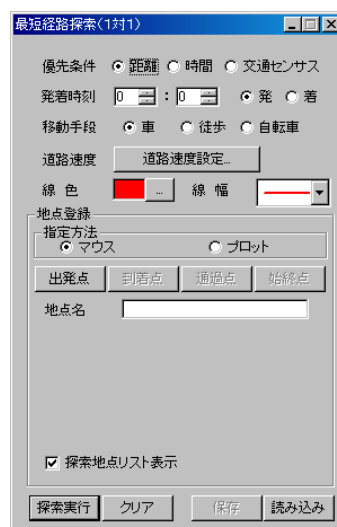 最短経路探索(1対1)
優先条件 距離 時間 交通センサス
発着時刻 0 : 0 発 着
移動手段 車 徒歩 自転車
道路速度 道路速度設定...
線 色 ... 線 幅
地点登録
指定方法
マウス プロット
出発点 到着点 通過点 始終点
地点名
探索地点リスト表示
探索実行 クリア 保存 読み込み